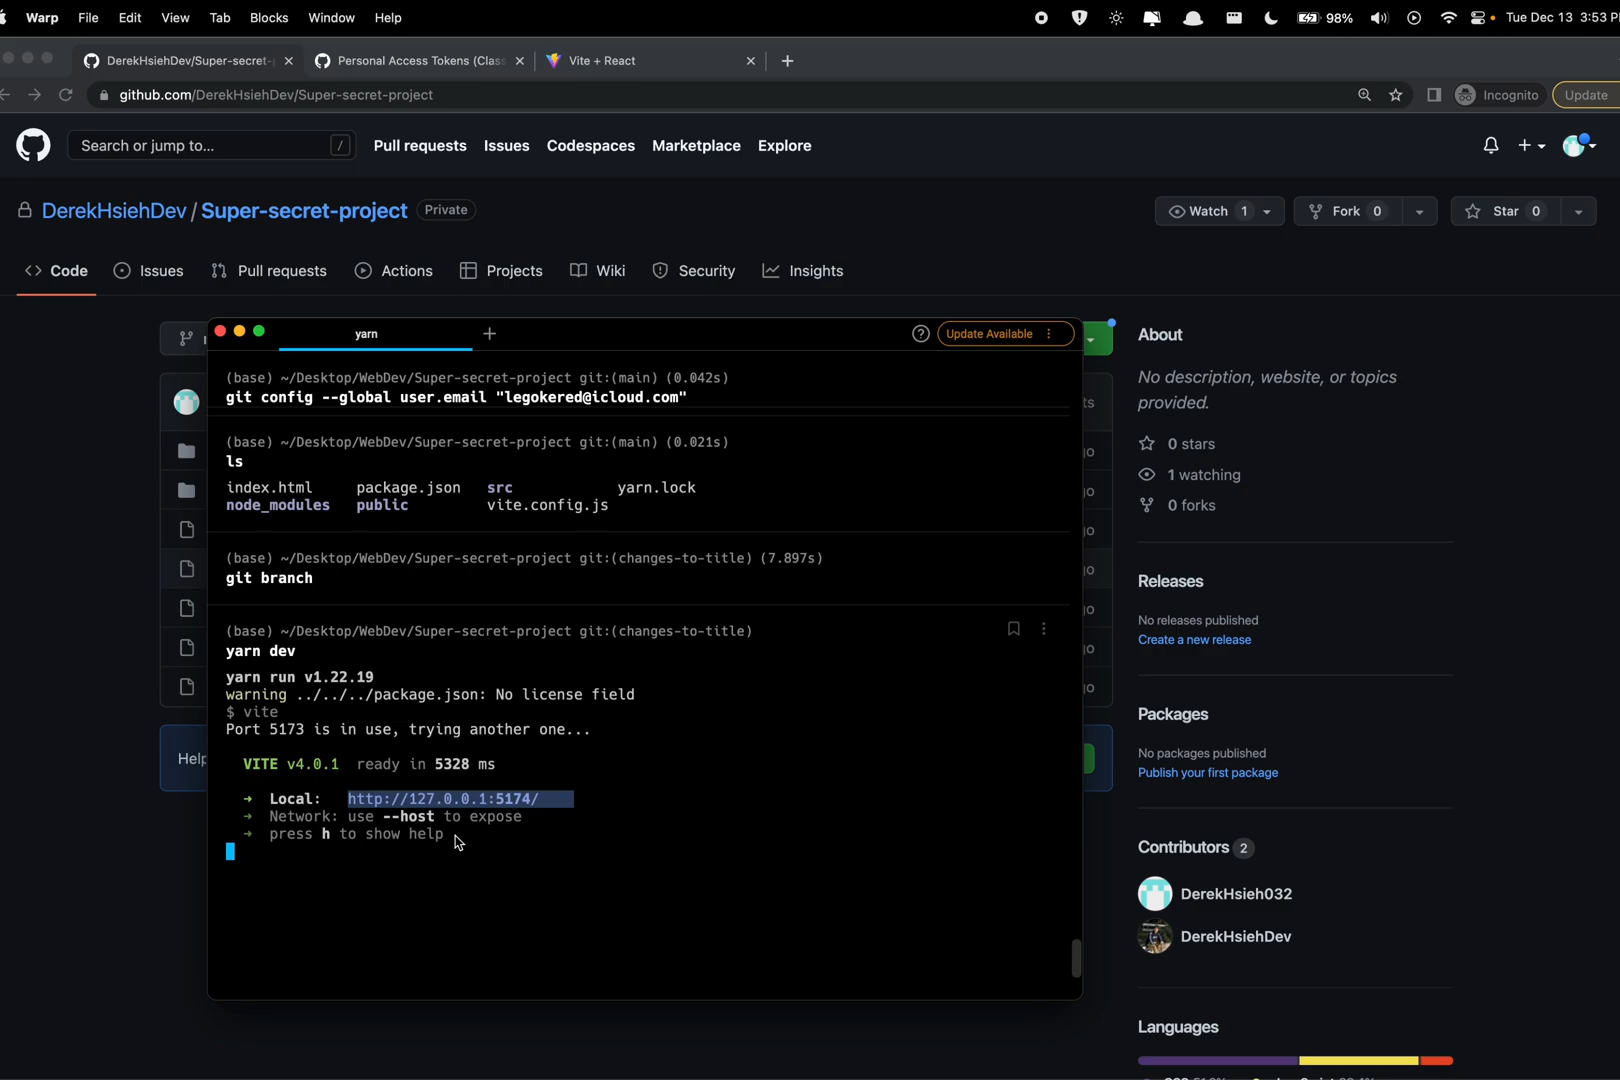 Warp File Edit View Tab Blocks Window Help 98% Tue Dec 13 3:53 P
DerekHsiehDev/Super-secret- Personal Access Tokens (Class Vite + React
github.com/DerekHsiehDev/Super-secret-project Incognito Update
Search or jump to... / Pull requests Issues Codespaces Marketplace Explore
DerekHsiehDev / Super-secret-project Private Watch 1 Fork 0 Star 0
Code Issues Pull requests Actions Projects Wiki Security Insights
yarn Update Available
(base) ~/Desktop/WebDev/Super-secret-project git:(main) (0.042s)
git config --global user.email "legokered@icloud.com"
(base) ~/Desktop/WebDev/Super-secret-project git:(main) (0.021s)
ls
index.html package.json src yarn.lock
node_modules public vite.config.js
(base) ~/Desktop/WebDev/Super-secret-project git:(changes-to-title) (7.897s)
git branch
(base) ~/Desktop/WebDev/Super-secret-project git:(changes-to-title)
yarn dev
yarn run v1.22.19
warning ../../../package.json: No license field
$ vite
Port 5173 is in use, trying another one...
VITE v4.0.1 ready in 5328 ms
➜ Local: http://127.0.0.1:5174/
➜ Network: use --host to expose
➜ press h to show help
Help
About
No description, website, or topics
provided.
0 stars
1 watching
0 forks
Releases
No releases published
Create a new release
Packages
No packages published
Publish your first package
Contributors 2
DerekHsieh032
DerekHsiehDev
Languages